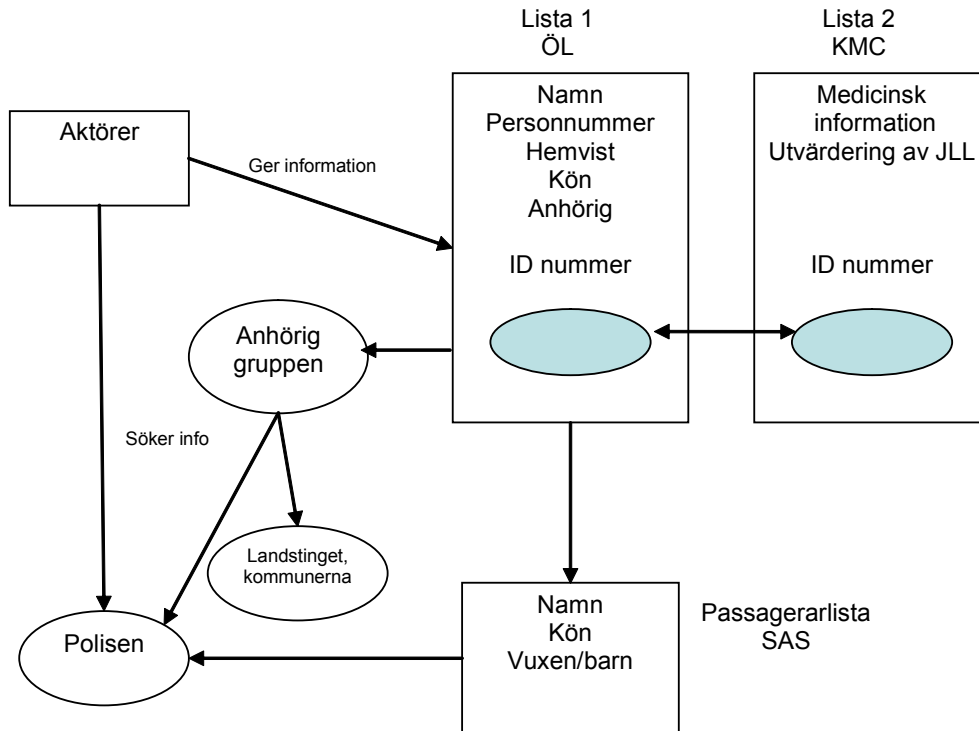 Lista 1
ÖL
Lista 2
KMC
Aktörer
Ger information
Namn
Personnummer
Hemvist
Kön
Anhörig
ID nummer
Medicinsk
information
Utvärdering av JLL
ID nummer
Anhörig
gruppen
Söker info
Landstinget,
kommunerna
Polisen
Namn
Kön
Vuxen/barn
Passagerarlista
SAS